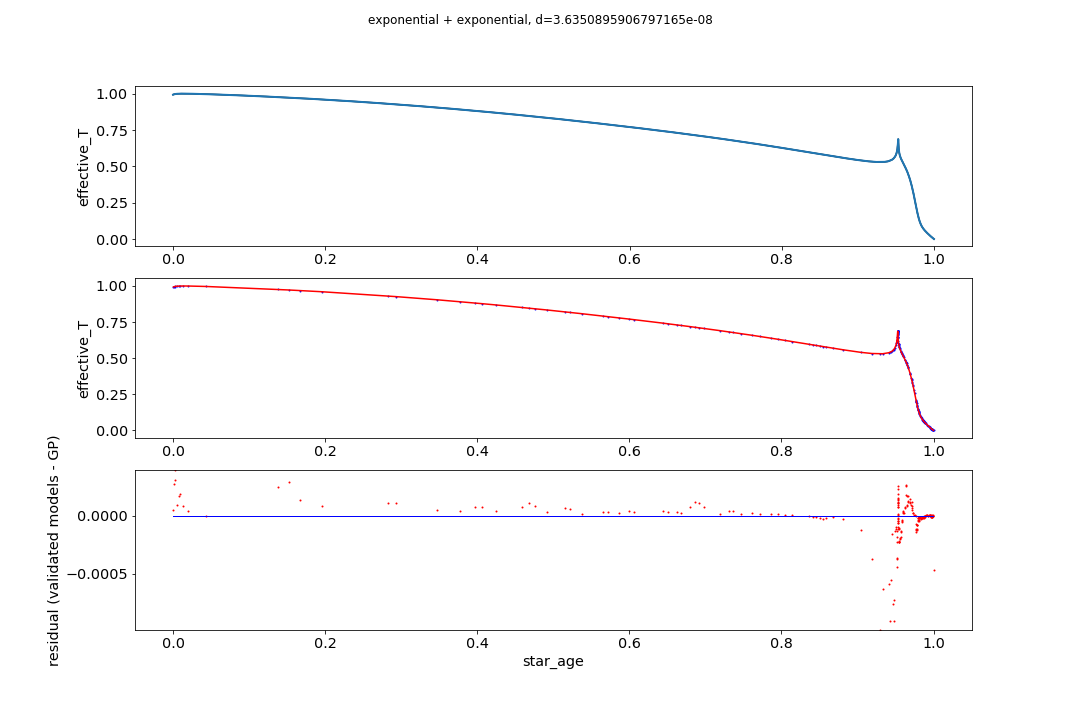 exponential + exponential, d=3.6350895906797165e-08
effective_T
1.00
0.75
0.50
0.25
0.00
0.0 0.2 0.4 0.6 0.8 1.0
effective_T
1.00
0.75
0.50
0.25
0.00
0.0 0.2 0.4 0.6 0.8 1.0
residual (validated models - GP)
0.0000
−0.0005
0.0 0.2 0.4 0.6 0.8 1.0
star_age